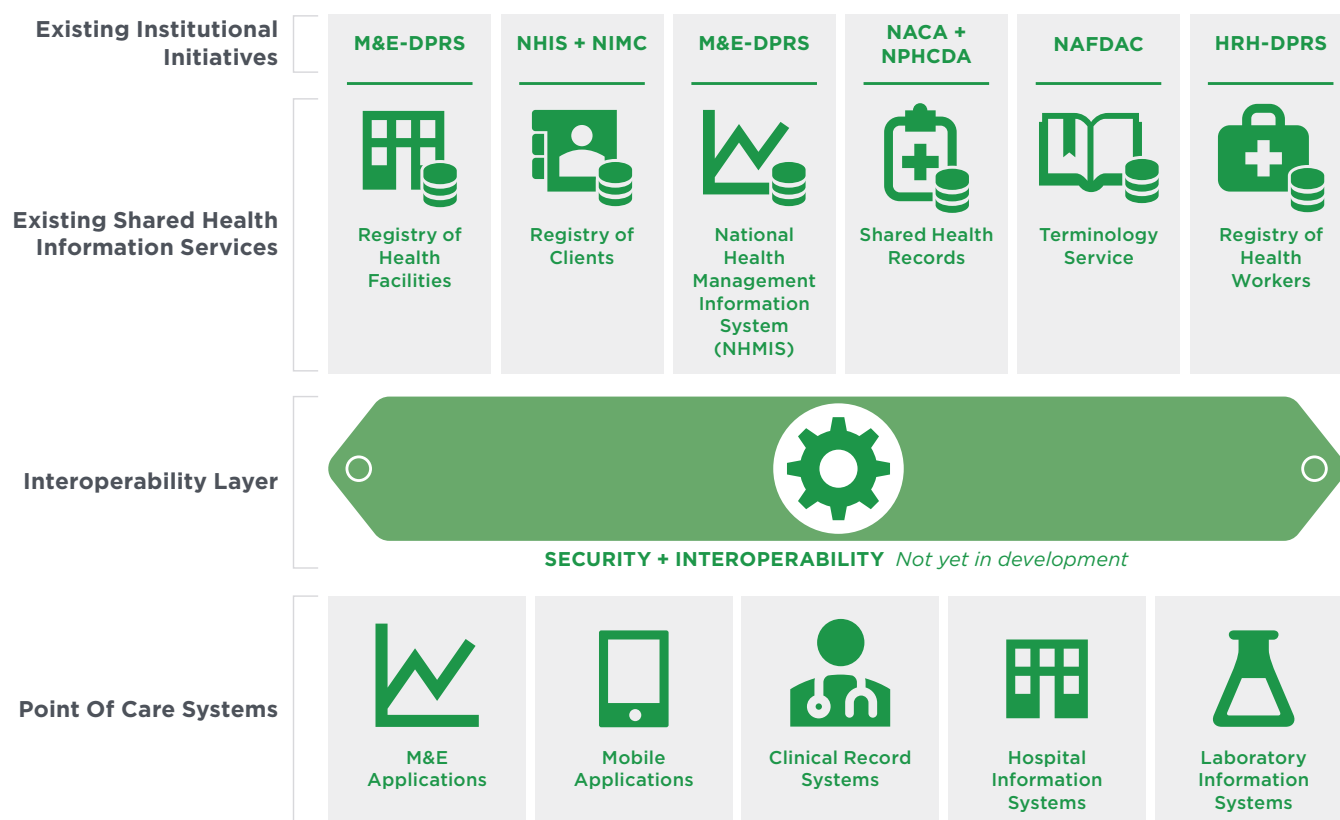 Existing Institutional
Initiatives
M&E-DPRS
NHIS + NIMC
M&E-DPRS
NACA +
NPHCDA
NAFDAC
HRH-DPRS
Existing Shared Health
Information Services
Registry of
Health
Facilities
Registry of
Clients
National
Health
Management
Information
System
(NHMIS)
Shared Health
Records
Terminology
Service
Registry of
Health
Workers
Interoperability Layer
SECURITY + INTEROPERABILITY Not yet in development
Point Of Care Systems
M&E
Applications
Mobile
Applications
Clinical Record
Systems
Hospital
Information
Systems
Laboratory
Information
Systems